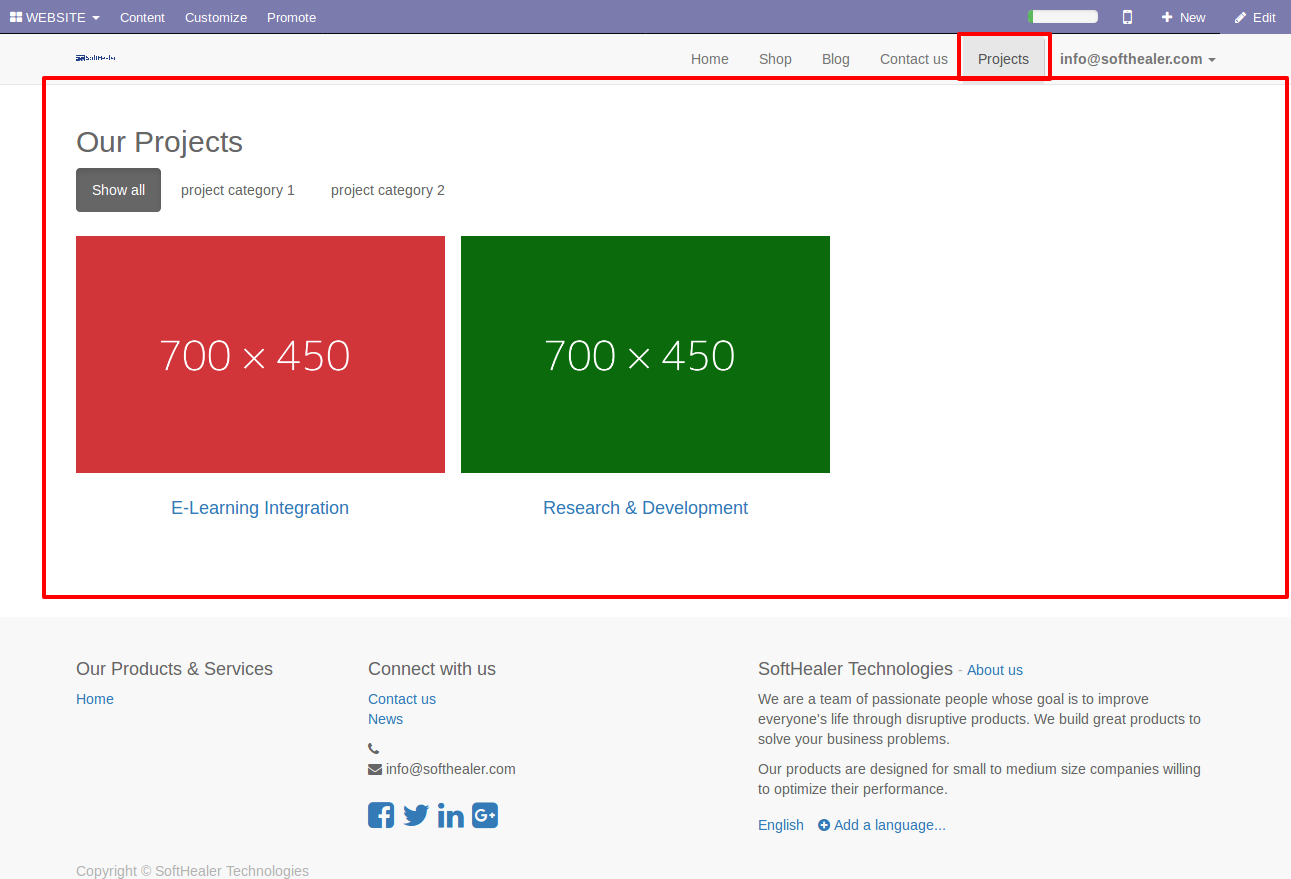 WEBSITE Content Customize Promote New Edit
Home Shop Blog Contact us Projects info@softhealer.com
Our Projects
Show all project category 1 project category 2
700 × 450 700 × 450
E-Learning Integration Research & Development
Our Products & Services
Home
Connect with us
Contact us
News
info@softhealer.com
SoftHealer Technologies - About us
We are a team of passionate people whose goal is to improve
everyone's life through disruptive products. We build great products to
solve your business problems.
Our products are designed for small to medium size companies willing
to optimize their performance.
English Add a language...
Copyright © SoftHealer Technologies